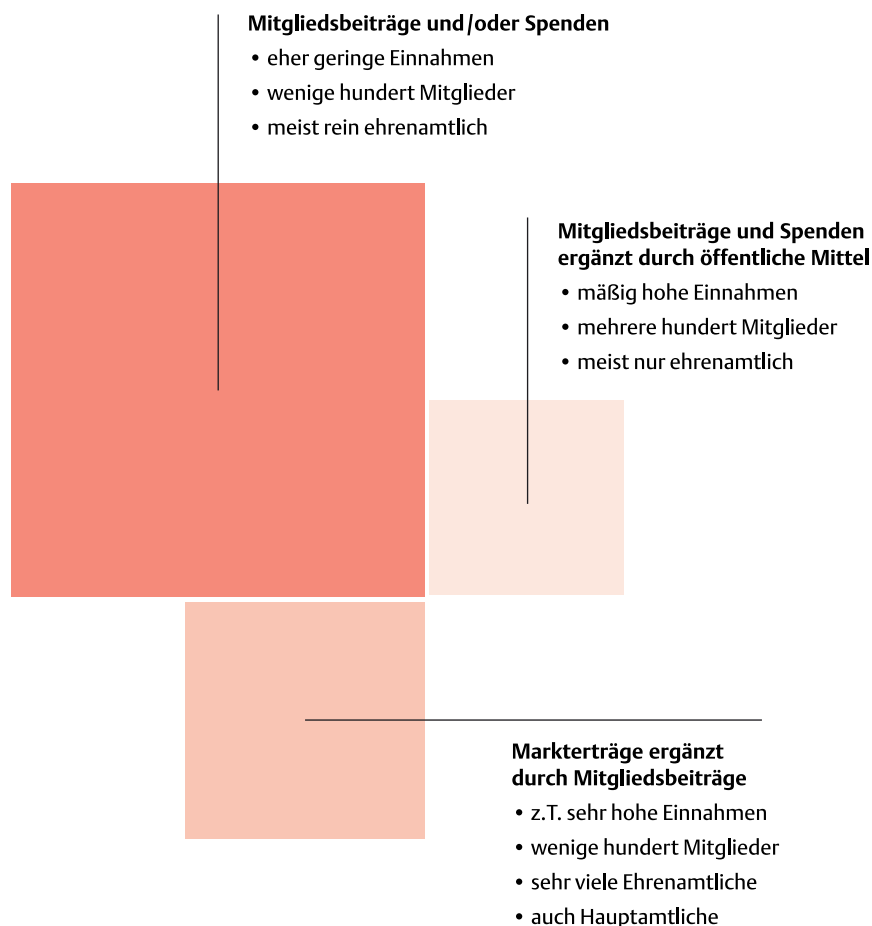 Mitgliedsbeiträge und/oder Spenden
• eher geringe Einnahmen
• wenige hundert Mitglieder
• meist rein ehrenamtlich
Mitgliedsbeiträge und Spenden
ergänzt durch öffentliche Mittel
• mäßig hohe Einnahmen
• mehrere hundert Mitglieder
• meist nur ehrenamtlich
Markterträge ergänzt
durch Mitgliedsbeiträge
• z.T. sehr hohe Einnahmen
• wenige hundert Mitglieder
• sehr viele Ehrenamtliche
• auch Hauptamtliche